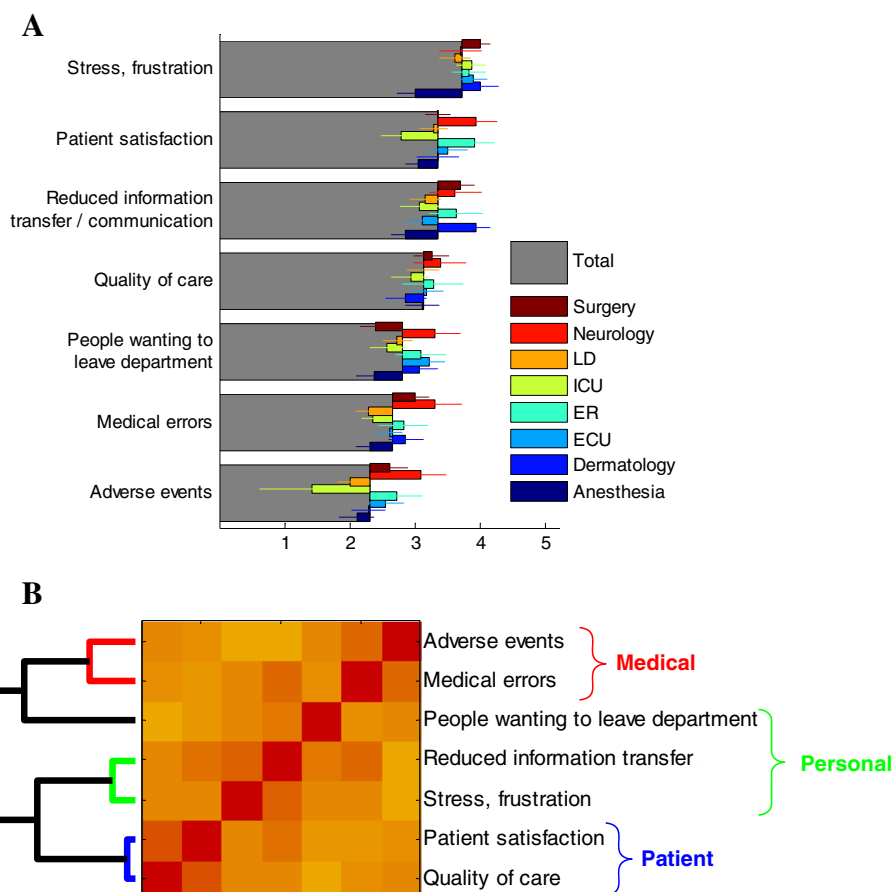 A
Stress, frustration
Patient satisfaction
Reduced information
transfer / communication
Quality of care
People wanting to
leave department
Medical errors
Adverse events
1 2 3 4 5
Total
Surgery
Neurology
LD
ICU
ER
ECU
Dermatology
Anesthesia
B
Adverse events
Medical errors
Medical
People wanting to leave department
Reduced information transfer
Stress, frustration
Personal
Patient satisfaction
Quality of care
Patient